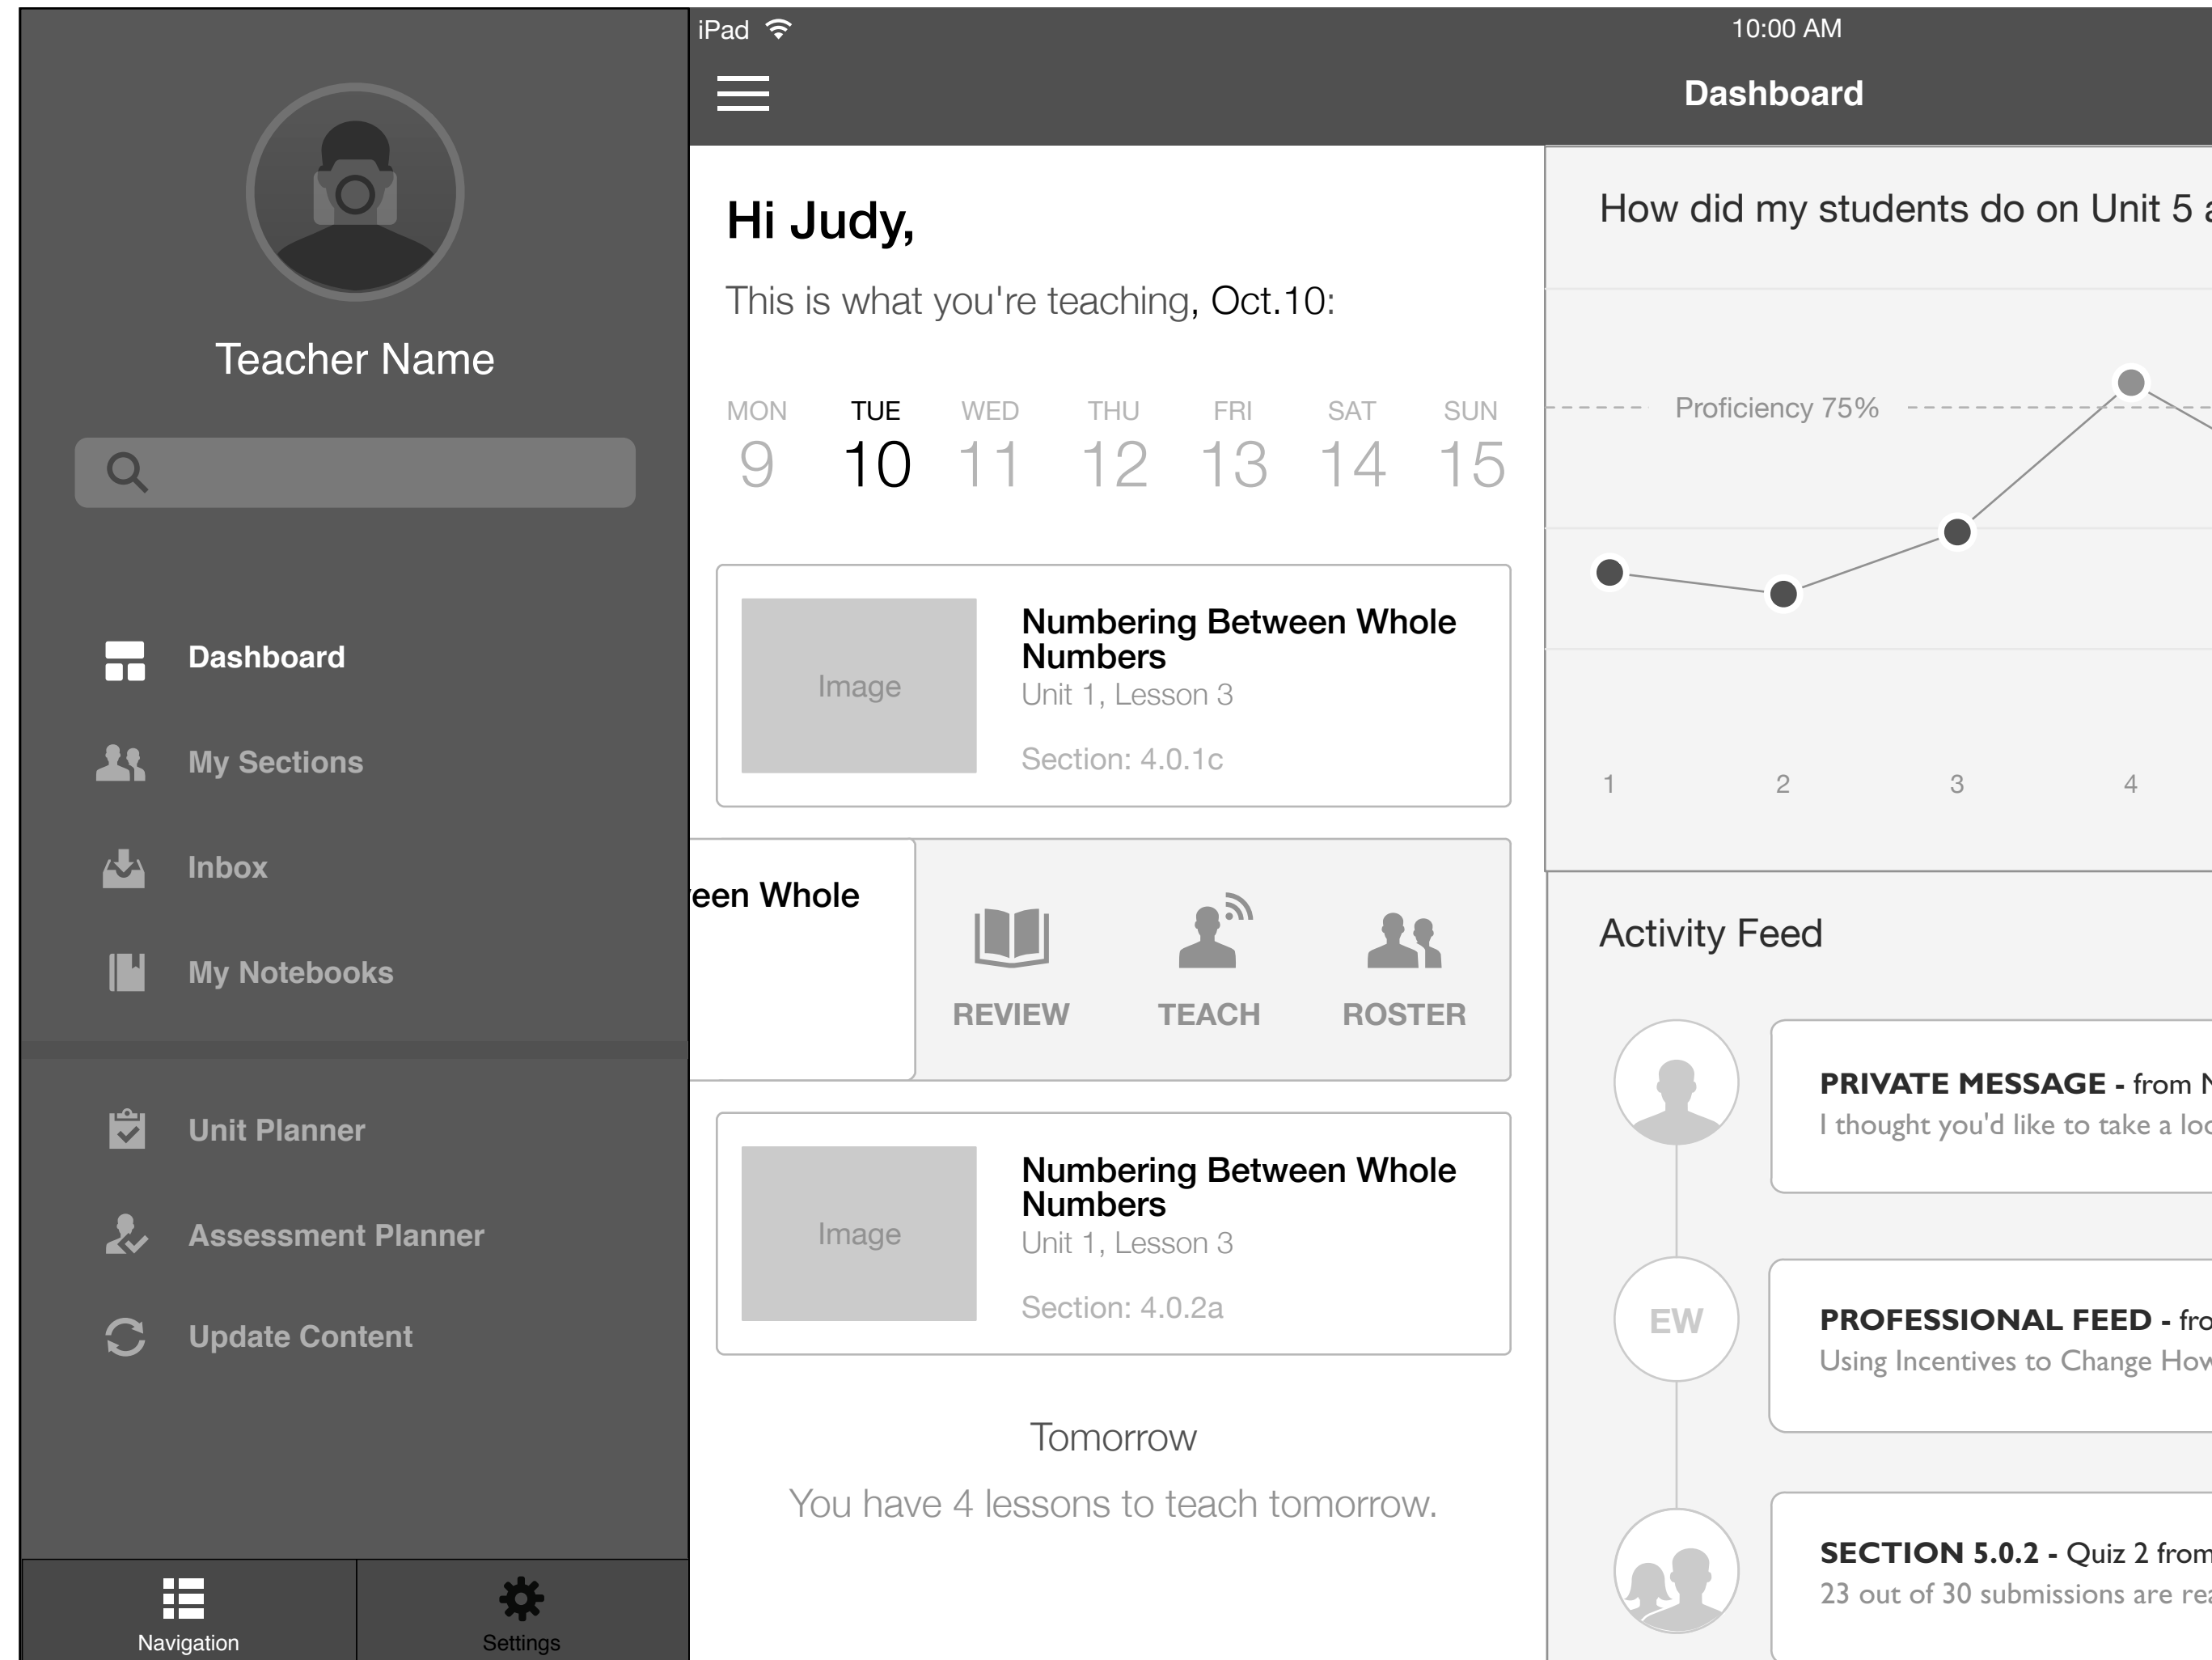 Teacher Name
Dashboard
My Sections
Inbox
My Notebooks
Unit Planner
Assessment Planner
Update Content
Navigation
Settings
iPad
10:00 AM
Dashboard
Hi Judy,
This is what you're teaching, Oct.10:
MON TUE WED THU FRI SAT SUN
9 10 11 12 13 14 15
Image
Numbering Between Whole
Numbers
Unit 1, Lesson 3
Section: 4.0.1c
Whole
REVIEW TEACH ROSTER
Image
Numbering Between Whole
Numbers
Unit 1, Lesson 3
Section: 4.0.2a
Tomorrow
You have 4 lessons to teach tomorrow.
How did my students do on Unit 5
Proficiency 75%
1 2 3 4
Activity Feed
PRIVATE MESSAGE - from
I thought you'd like to take a
EW
PROFESSIONAL FEED -
Using Incentives to Change
SECTION 5.0.2 - Quiz 2 from
23 out of 30 submissions are